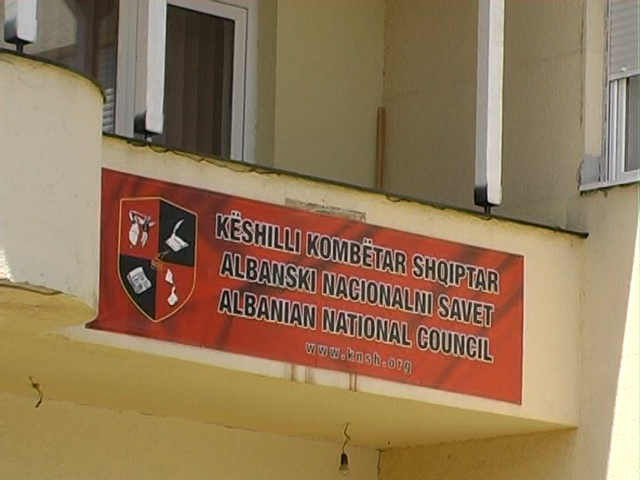 KËSHILLI KOMBËTAR SHQIPTAR
ALBANSKI NACIONALNI SAVET
ALBANIAN NATIONAL COUNCIL
www.knsh.org